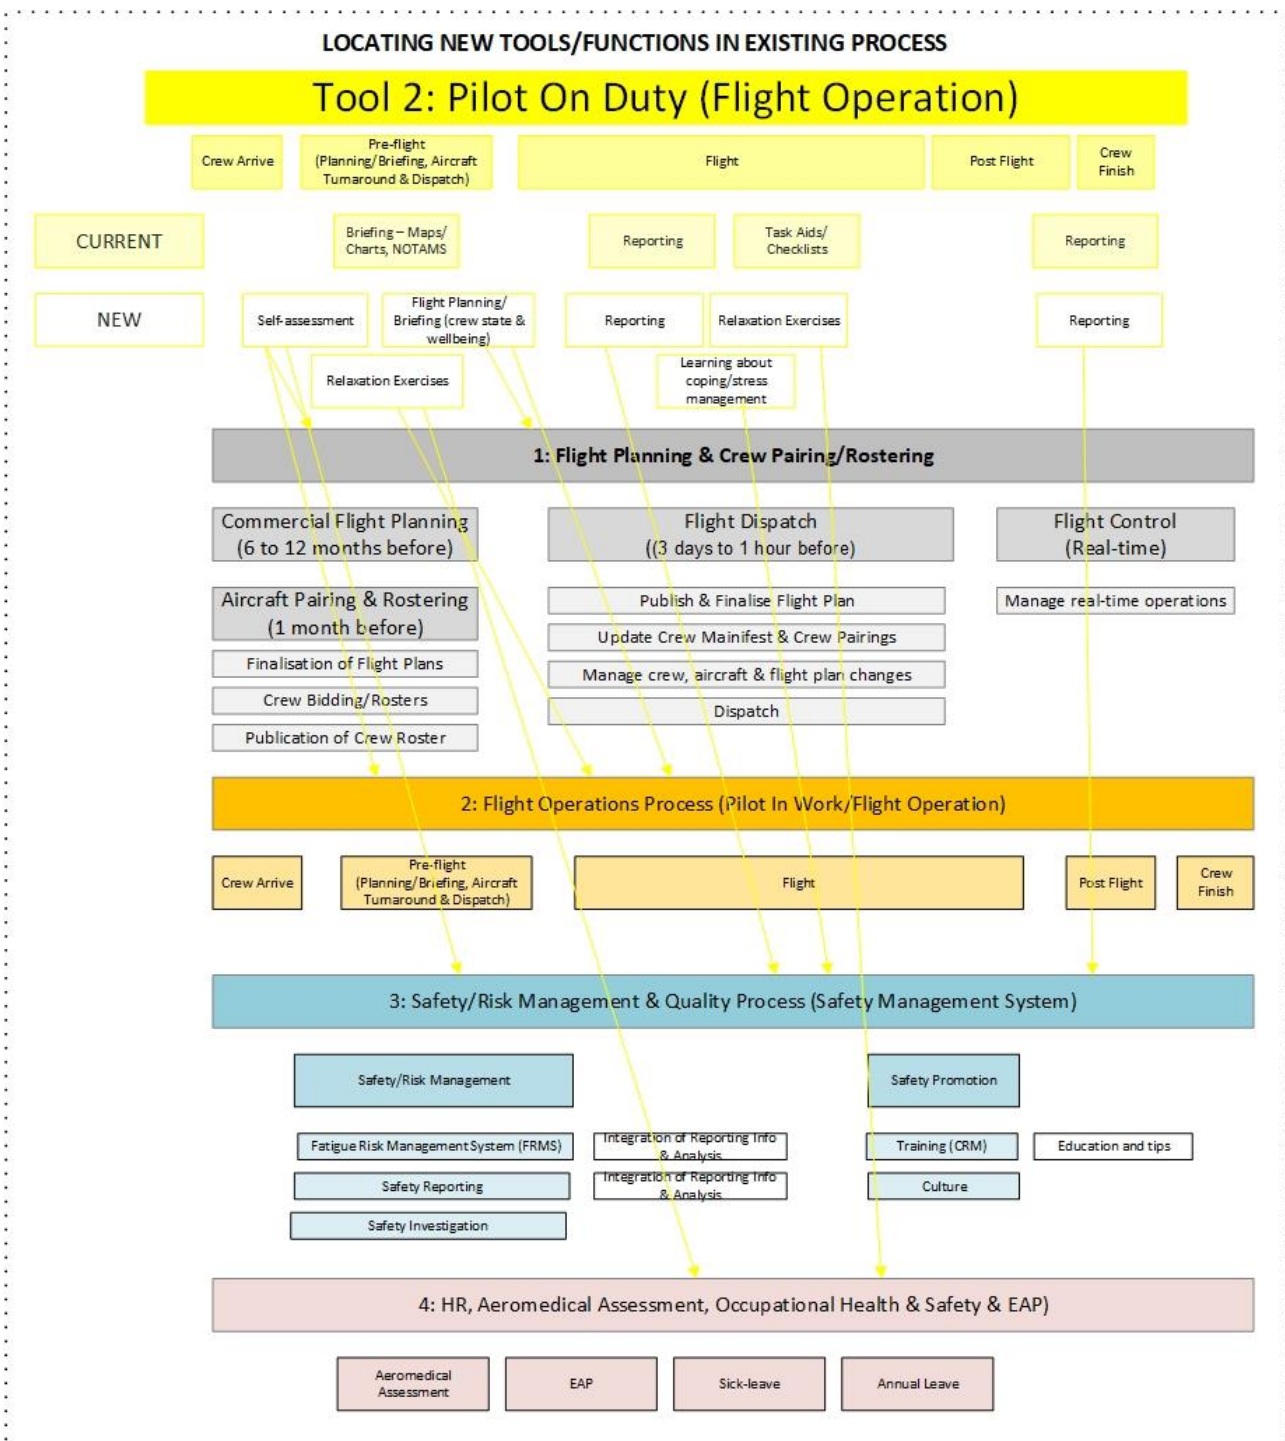 LOCATING NEW TOOLS/FUNCTIONS IN EXISTING PROCESS
Tool 2: Pilot On Duty (Flight Operation)
Crew Arrive
Pre-flight
(Planning/Briefing, Aircraft
Turnaround & Dispatch)
Flight
Post Flight
Crew
Finish
CURRENT
Briefing – Maps/
Charts, NOTAMS
Reporting
Task Aids/
Checklists
Reporting
NEW
Self-assessment
Flight Planning/
Briefing (crew state &
wellbeing)
Reporting
Relaxation Exercises
Reporting
Relaxation Exercises
Learning about
coping/stress
management
1: Flight Planning & Crew Pairing/Rostering
Commercial Flight Planning
(6 to 12 months before)
Flight Dispatch
((3 days to 1 hour before)
Flight Control
(Real-time)
Aircraft Pairing & Rostering
(1 month before)
Finalisation of Flight Plans
Crew Bidding/Rosters
Publication of Crew Roster
Publish & Finalise Flight Plan
Update Crew Mainifest & Crew Pairings
Manage crew, aircraft & flight plan changes
Dispatch
Manage real-time operations
2: Flight Operations Process (Pilot In Work/Flight Operation)
Crew Arrive
Pre-flight
(Planning/Briefing, Aircraft
Turnaround & Dispatch)
Flight
Post Flight
Crew
Finish
3: Safety/Risk Management & Quality Process (Safety Management System)
Safety/Risk Management
Safety Promotion
Fatigue Risk Management System (FRMS)
Integration of Reporting Info
& Analysis
Training (CRM)
Education and tips
Safety Reporting
Integration of Reporting Info
& Analysis
Culture
Safety Investigation
4: HR, Aeromedical Assessment, Occupational Health & Safety & EAP)
Aeromedical
Assessment
EAP
Sick-leave
Annual Leave